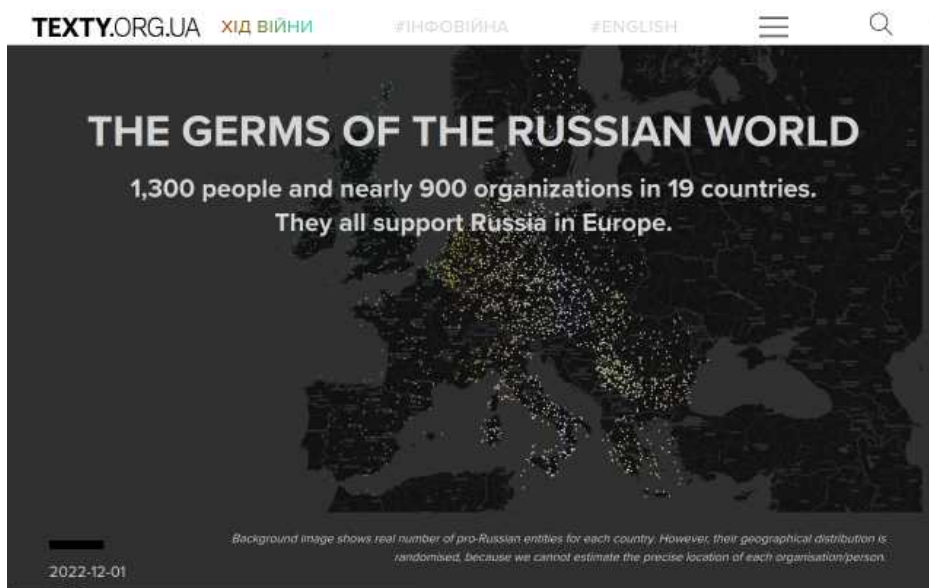 TEXTY.ORG.UA ХІД ВІЙНИ #ІНФОВІЙНА #ENGLISH
THE GERMS OF THE RUSSIAN WORLD
1,300 people and nearly 900 organizations in 19 countries.
They all support Russia in Europe.
Background image shows real number of pro-Russian entities for each country. However, their geographical distribution is
randomised, because we cannot estimate the precise location of each organisation/person.
2022-12-01